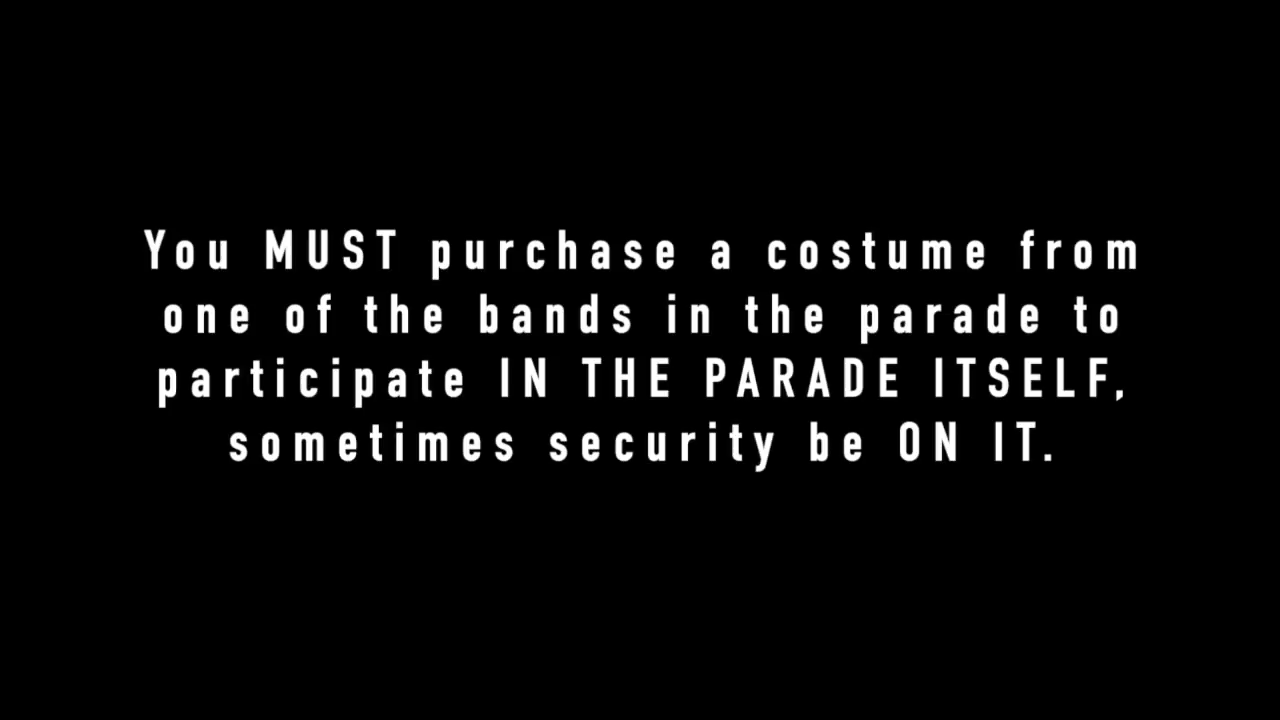 You MUST purchase a costume from
one of the bands in the parade to
participate IN THE PARADE ITSELF,
sometimes security be ON IT.